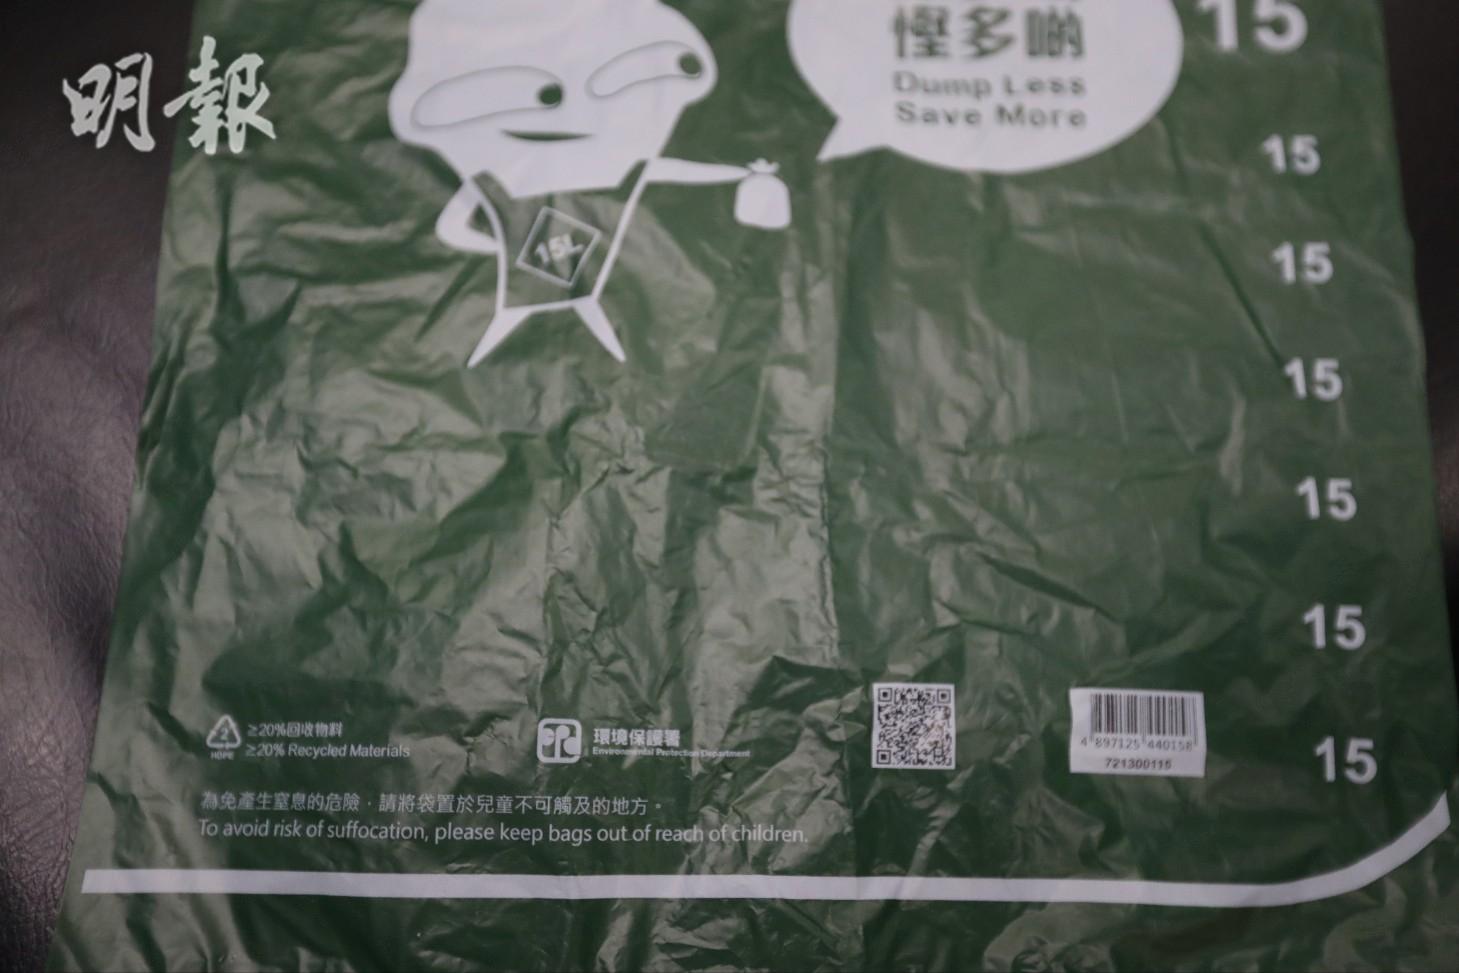 明報
慳多啲
Dump Less
Save More
15
15
15
15
15
15
15
15L
2
HDPE
≥20%回收物料
≥20% Recycled Materials
環境保護署
Environmental Protection Department
4 897125 440158
721300115
為免產生窒息的危險，請將袋置於兒童不可觸及的地方。
To avoid risk of suffocation, please keep bags out of reach of children.